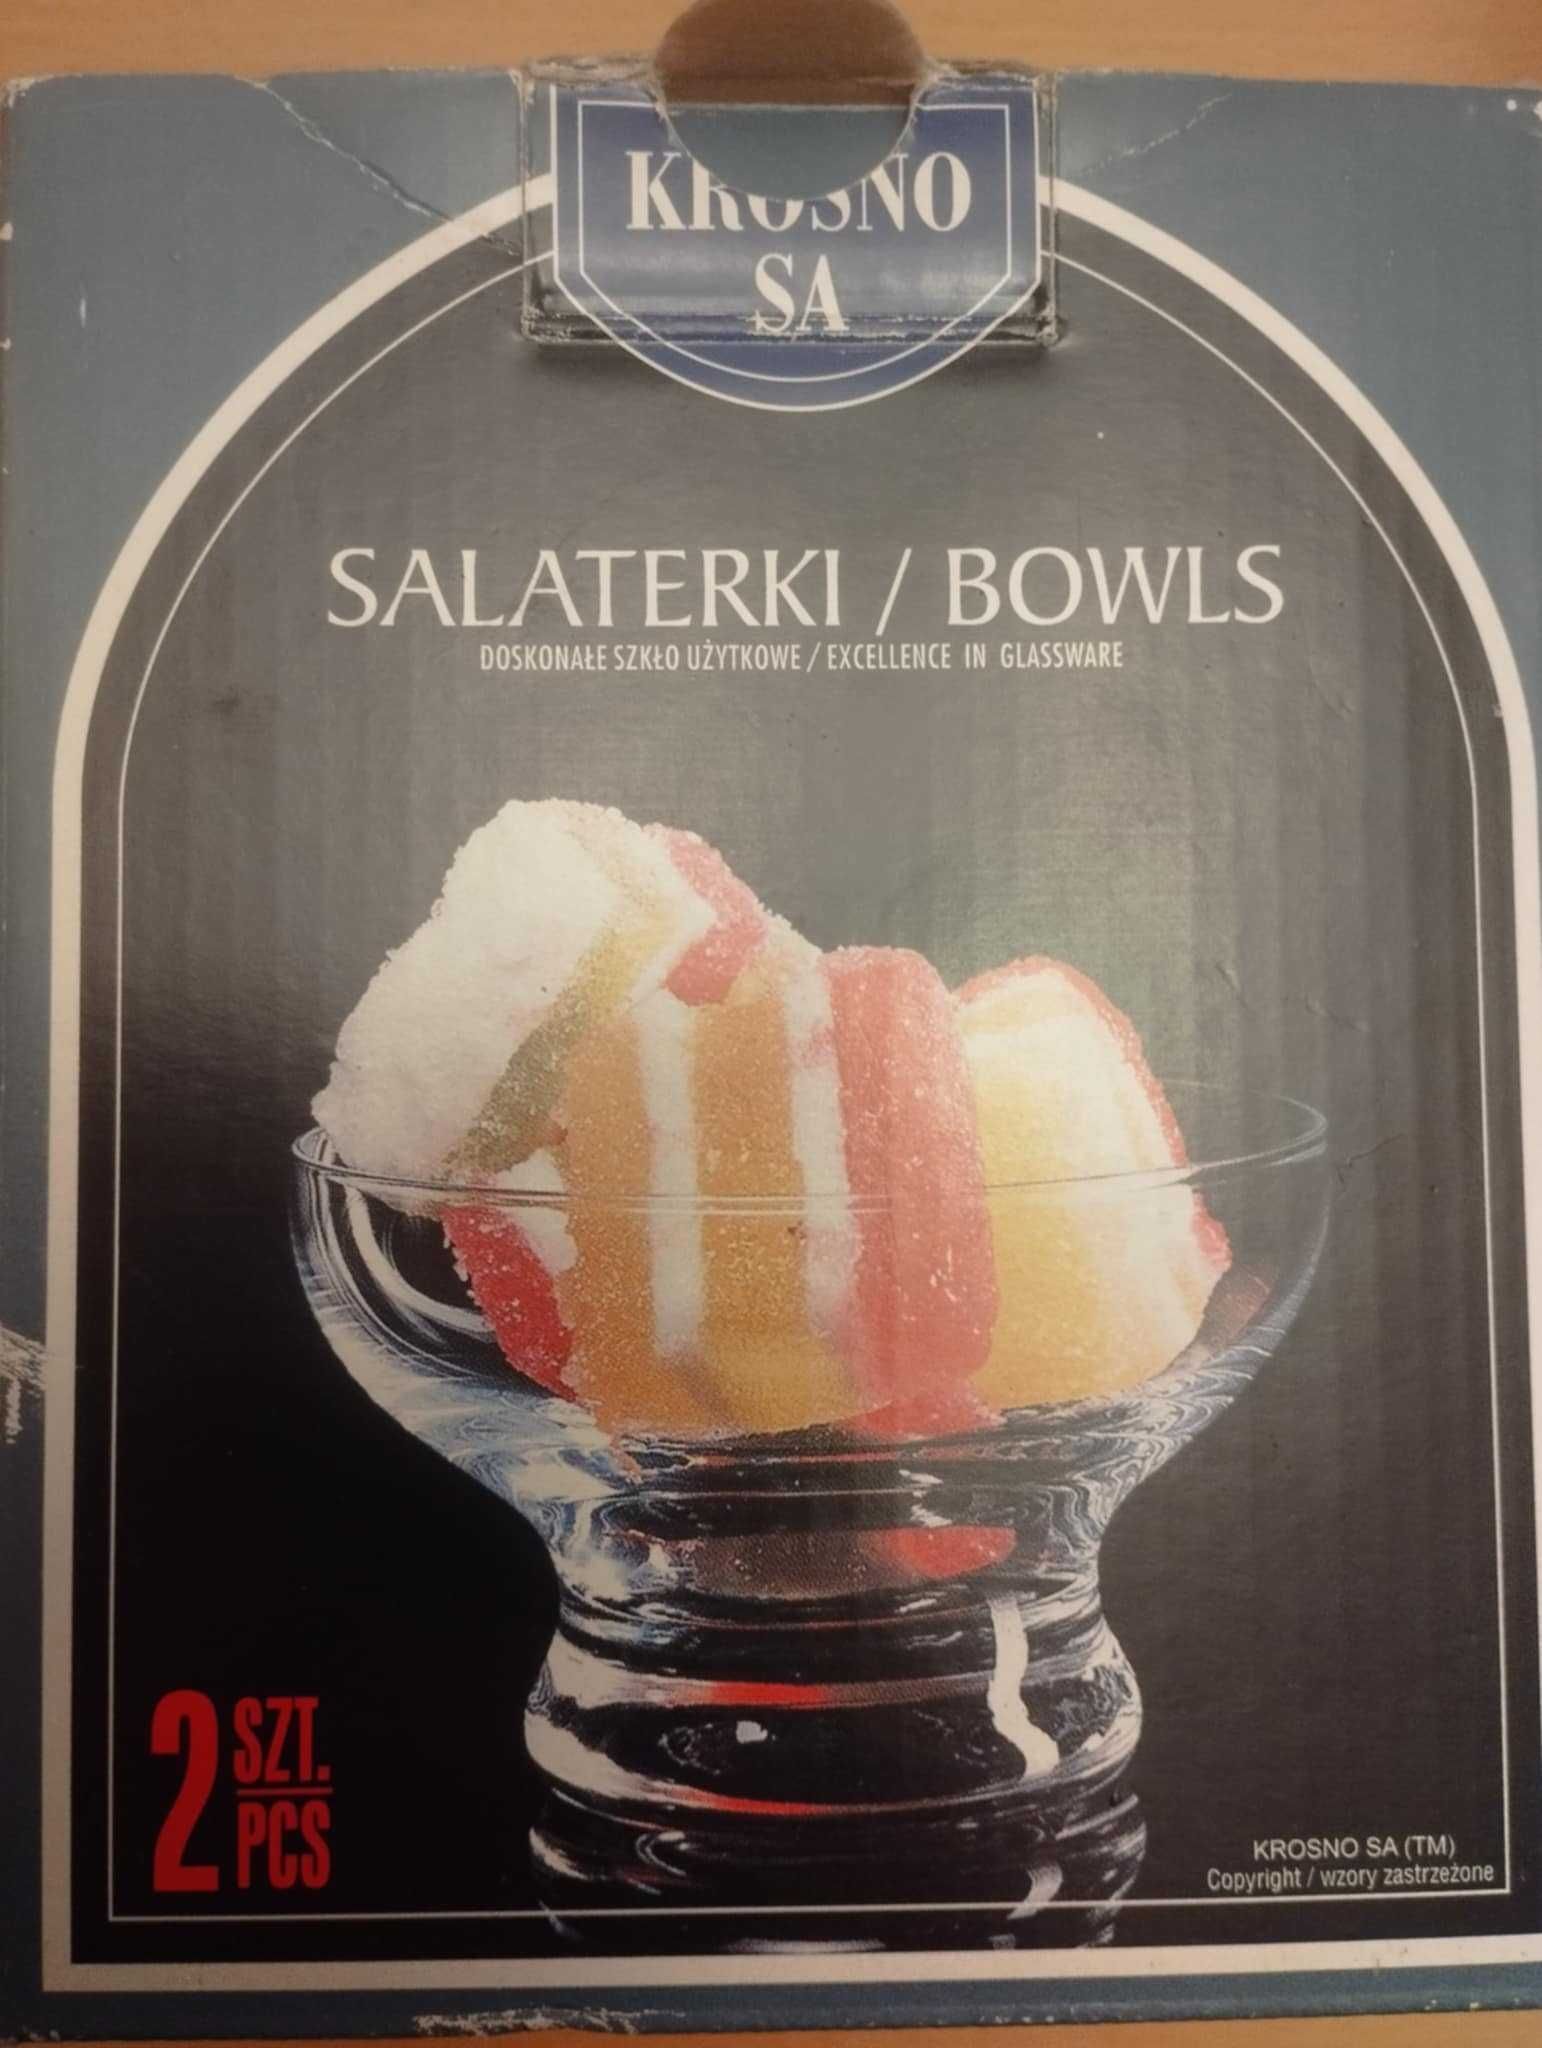 KROSNO
SA
SALATERKI / BOWLS
DOSKONAŁE SZKŁO UŻYTKOWE / EXCELLENCE IN GLASSWARE
2 SZT.
PCS
KROSNO SA (TM)
Copyright / wzory zastrzeżone